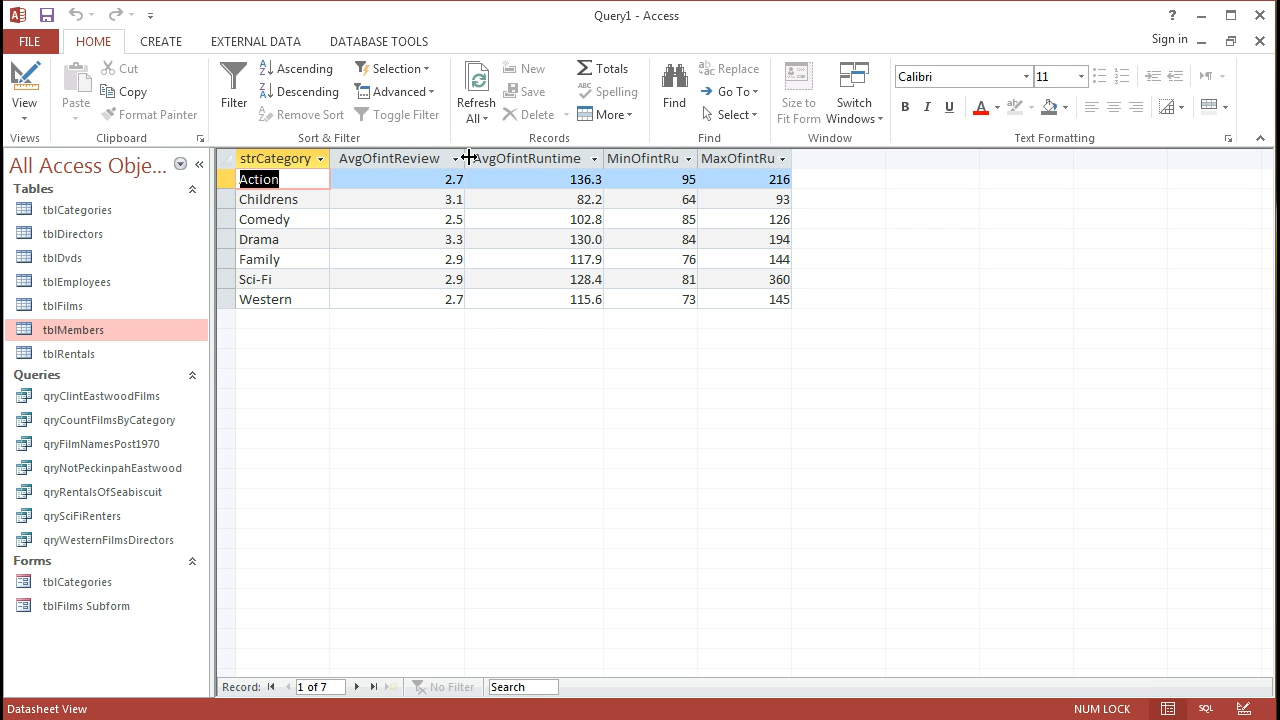 Query1 - Access
?
FILE
HOME
CREATE
EXTERNAL DATA
DATABASE TOOLS
Sign in
View
Views
Paste
Cut
Copy
Format Painter
Clipboard
Filter
Ascending
Descending
Remove Sort
Selection
Advanced
Sort & Filter
Refresh
All
New
Save
Delete
Totals
Spelling
More
Records
Find
Replace
Go To
Select
Find
Size to
Fit Form
Switch
Windows
Window
Calibri
11
B I U A
Text Formatting
All Access Obje...
Tables
tblCategories
tblDirectors
tblDvds
tblEmployees
tblFilms
tblMembers
tblRentals
Queries
qryClintEastwoodFilms
qryCountFilmsByCategory
qryFilmNamesPost1970
qryNotPeckinpahEastwood
qryRentalsOfSeabiscuit
qrySciFiRenters
qryWesternFilmsDirectors
Forms
tblCategories
tblFilms Subform
strCategory AvgOfintReview AvgOfintRuntime MinOfintRu MaxOfintRu
Action 2.7 136.3 95 216
Childrens 3.1 82.2 64 93
Comedy 2.5 102.8 85 126
Drama 3.3 130.0 84 194
Family 2.9 117.9 76 144
Sci-Fi 2.9 128.4 81 360
Western 2.7 115.6 73 145
Record: 1 of 7 No Filter Search
Datasheet View
NUM LOCK
SQL